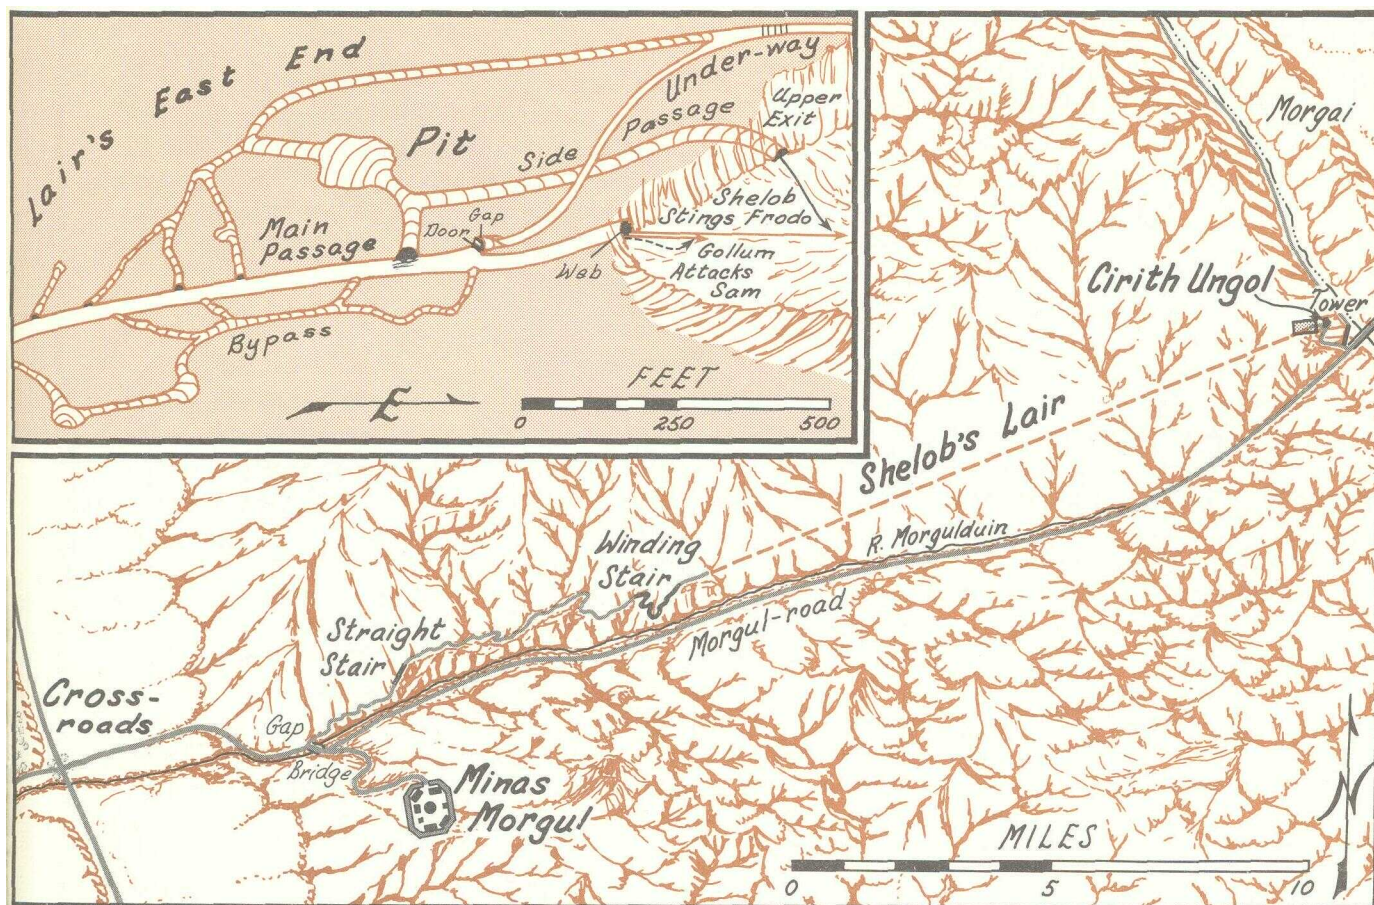 Lair's East End
Pit
Main
Passage
Bypass
Door
Gap
Side Passage
Under-way
Upper
Exit
Shelob
Stings Frodo
Gollum
Attacks
Sam
Web
E
FEET
0 250 500
Morgai
Cirith Ungol
Tower
Shelob's Lair
R. Morgulduin
Morgul-road
Winding
Stair
Straight
Stair
Cross-
roads
Gap
Bridge
Minas
Morgul
N
MILES
0 5 10